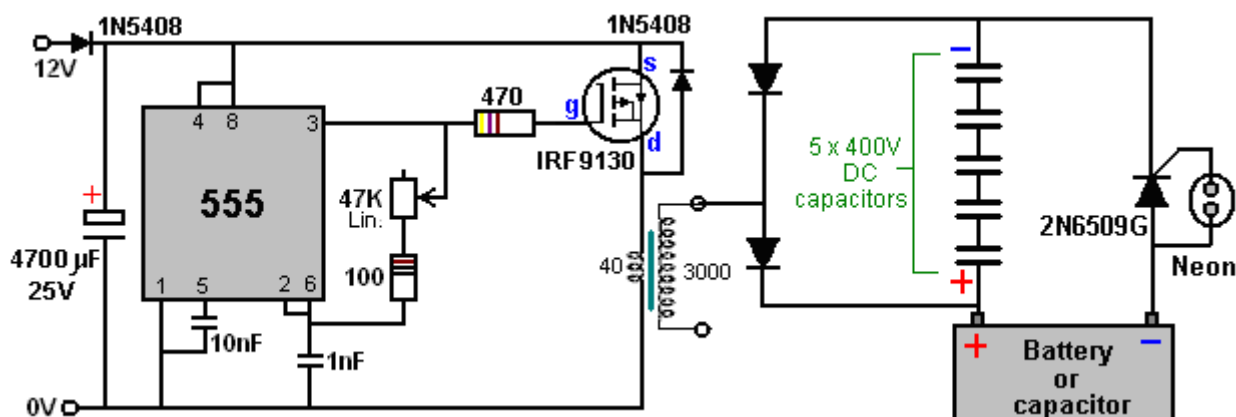 1N5408
12V
4 8 3
555
1 5 2 6
+
4700 µF
25V
10nF
1nF
0V
47K
Lin:
100
470
g
s
d
1N5408
IRF9130
40
3000
5 x 400V
DC
capacitors
−
+
2N6509G
Neon
+ Battery −
or
capacitor